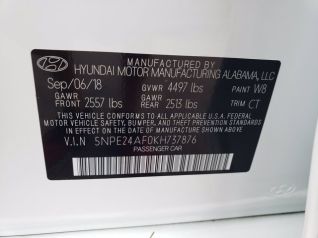 HYUNDAI MOTOR MANUFACTURING ALABAMA, LLC
Sep/06/18 GVWR 4497 lbs PAINT W8
GAWR FRONT 2557 lbs GAWR REAR 2513 lbs TRIM CT
THIS VEHICLE CONFORMS TO ALL APPLICABLE U.S.A. FEDERAL
MOTOR VEHICLE SAFETY, BUMPER, AND THEFT PREVENTION
STANDARDS IN EFFECT ON THE DATE OF MANUFACTURE SHOWN ABOVE.
V.I.N 5NPE24AF0KH737876
PASSENGER CAR